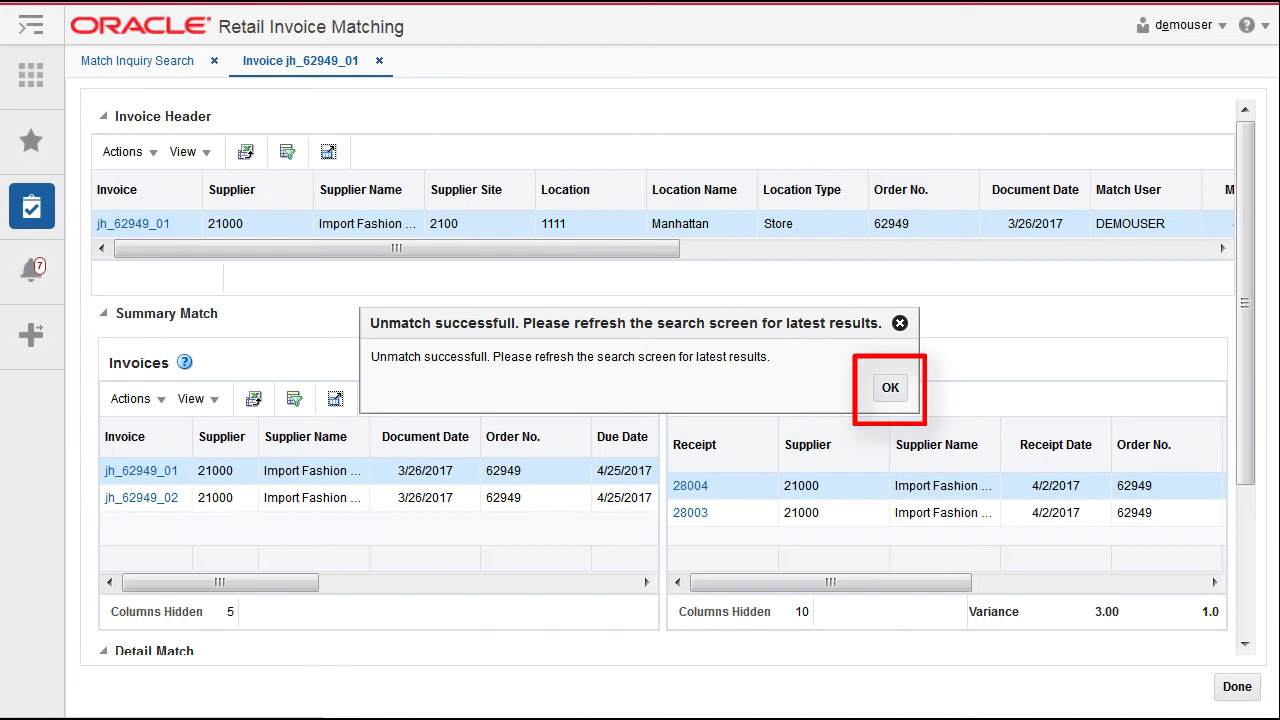 ORACLE® Retail Invoice Matching
demouser
Match Inquiry Search
Invoice jh_62949_01
7
Invoice Header
Actions View
Invoice Supplier Supplier Name Supplier Site Location Location Name Location Type Order No. Document Date Match User M
jh_62949_01 21000 Import Fashion ... 2100 1111 Manhattan Store 62949 3/26/2017 DEMOUSER
Summary Match
Unmatch successfull. Please refresh the search screen for latest results.
Unmatch successfull. Please refresh the search screen for latest results.
OK
Invoices ?
Actions View
Invoice Supplier Supplier Name Document Date Order No. Due Date
jh_62949_01 21000 Import Fashion ... 3/26/2017 62949 4/25/2017
jh_62949_02 21000 Import Fashion ... 3/26/2017 62949 4/25/2017
Columns Hidden 5
Receipt Supplier Supplier Name Receipt Date Order No.
28004 21000 Import Fashion ... 4/2/2017 62949
28003 21000 Import Fashion ... 4/2/2017 62949
Columns Hidden 10 Variance 3.00 1.0
Detail Match
Done